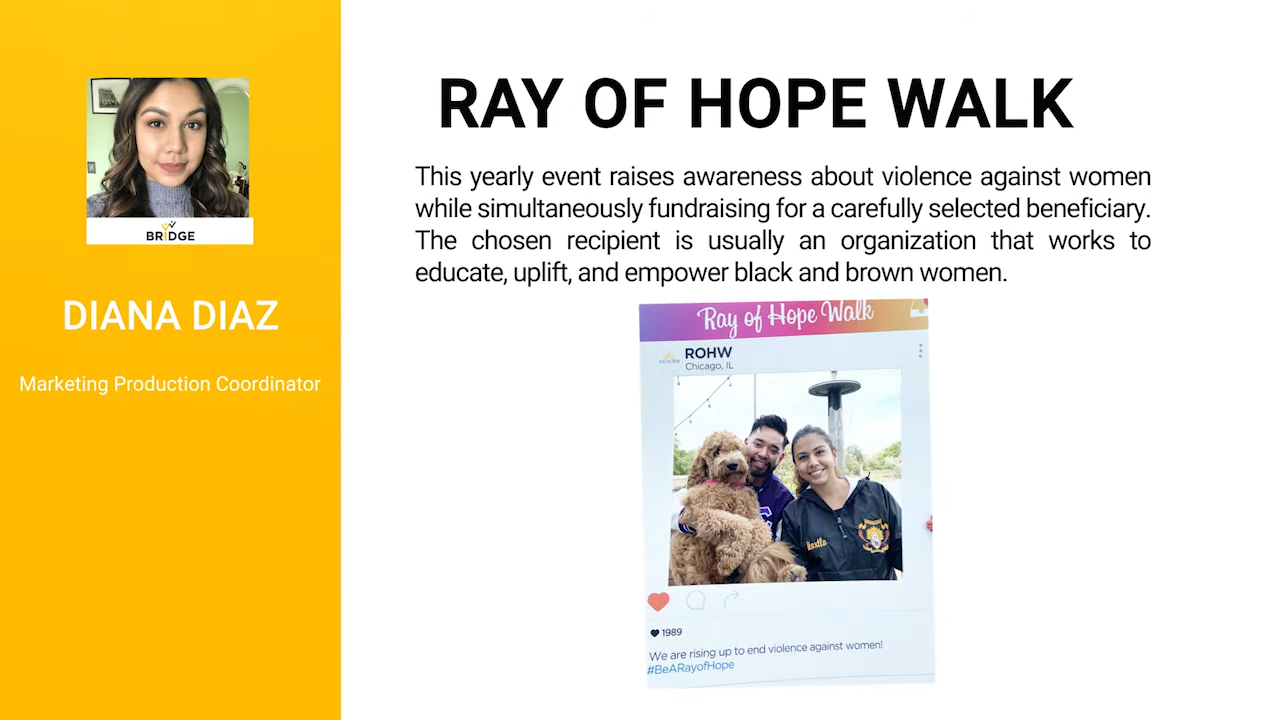 BRIDGE
DIANA DIAZ
Marketing Production Coordinator
RAY OF HOPE WALK
This yearly event raises awareness about violence against women
while simultaneously fundraising for a carefully selected beneficiary.
The chosen recipient is usually an organization that works to
educate, uplift, and empower black and brown women.
Ray of Hope Walk
ROHW
Chicago, IL
1989
We are rising up to end violence against women!
#BeARayofHope